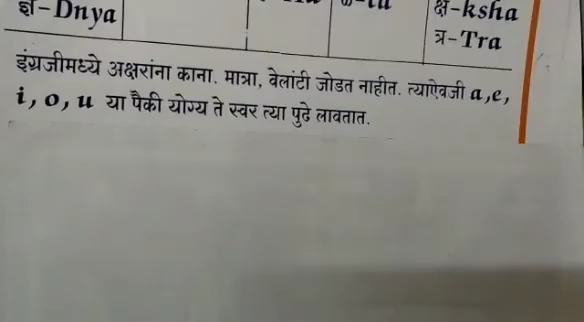 ज्ञ-Dnya
क्ष-ksha
त्र-Tra
इंग्रजीमध्ये अक्षरांना काना. मात्रा, वेलांटी जोडत नाहीत. त्याऐवजी a,e,
i, o, u या पैकी योग्य ते स्वर त्या पुढे लावतात.